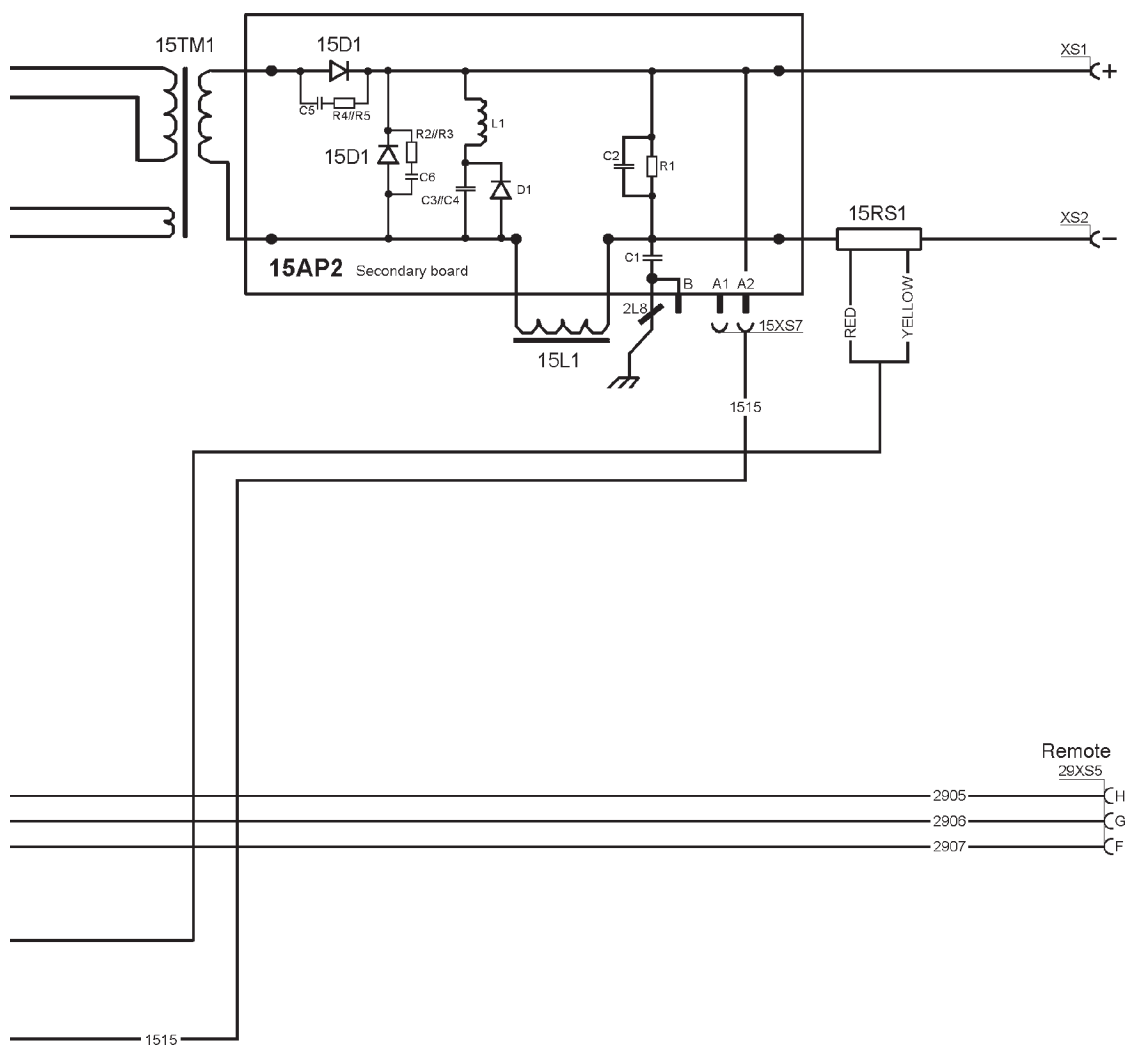 15TM1
15D1
XS1
+
C5
R4//R5
L1
R2//R3
15D1
C6
C3//C4
D1
C2
R1
15RS1
XS2
−
15AP2 Secondary board
C1
B A1 A2
2L8
15XS7
RED
YELLOW
15L1
1515
Remote
29XS5
2905 H
2906 G
2907 F
1515